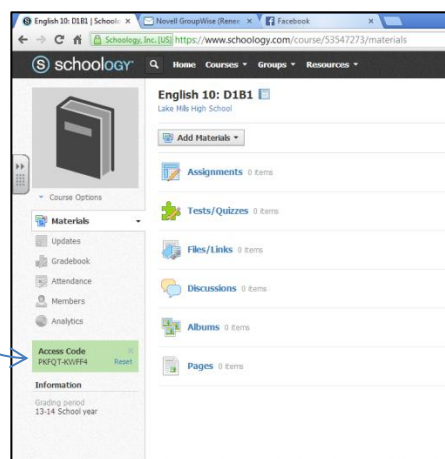 English 10: D1B1 | Schoolo
Novell GroupWise (Renee
Facebook
Schoology, Inc. [US] https://www.schoology.com/course/53547273/materials
S schoology
Home Courses Groups Resources
English 10: D1B1
Lake Mills High School
Add Materials
Assignments 0 items
Tests/Quizzes 0 items
Files/Links 0 items
Discussions 0 items
Albums 0 items
Pages 0 items
Course Options
Materials
Updates
Gradebook
Attendance
Members
Analytics
Access Code
PKFQT-KWFF4 Reset
Information
Grading period
13-14 School year